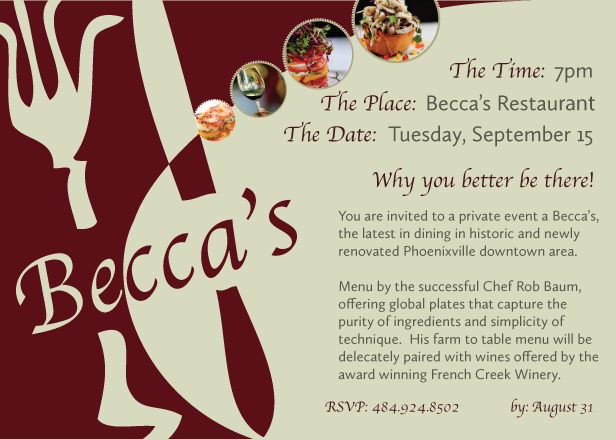 The Time: 7pm
The Place: Becca's Restaurant
The Date: Tuesday, September 15
Why you better be there!
Becca's
You are invited to a private event a Becca's,
the latest in dining in historic and newly
renovated Phoenixville downtown area.
Menu by the successful Chef Rob Baum,
offering global plates that capture the
purity of ingredients and simplicity of
technique. His farm to table menu will be
delecately paired with wines offered by the
award winning French Creek Winery.
RSVP: 484.924.8502 by: August 31